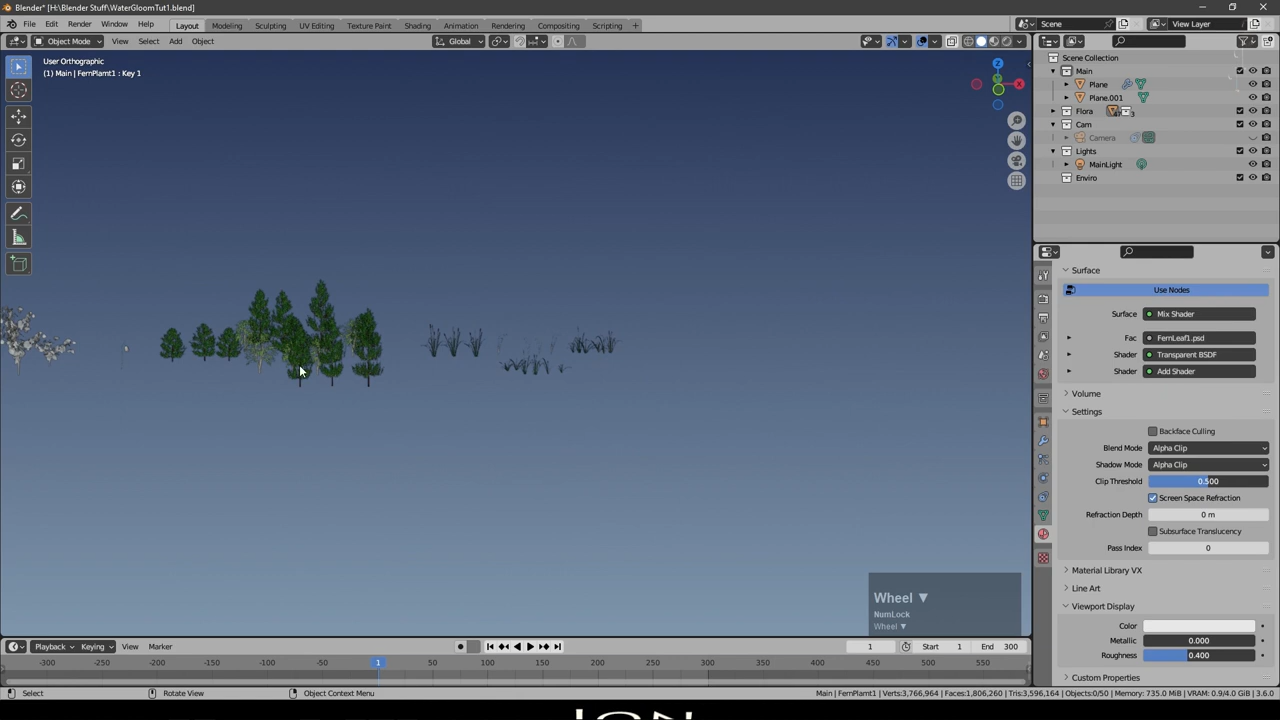 Blender* [H:\Blender Stuff\WaterGloomTut1.blend]
File Edit Render Window Help Layout Modeling Sculpting UV Editing Texture Paint Shading Animation Rendering Compositing Scripting + Scene View Layer
Object Mode View Select Add Object Global
User Orthographic
(1) Main | FernPlamt1 : Key 1
Z
Scene Collection
Main
Plane
Plane.001
Flora
Cam
Camera
Lights
MainLight
Enviro
Surface
Use Nodes
Surface Mix Shader
Fac FernLeaf1.psd
Shader Transparent BSDF
Shader Add Shader
Volume
Settings
Backface Culling
Blend Mode Alpha Clip
Shadow Mode Alpha Clip
Clip Threshold 0.500
Screen Space Refraction
Refraction Depth 0 m
Subsurface Translucency
Pass Index 0
Material Library VX
Line Art
Viewport Display
Color
Metallic 0.000
Roughness 0.400
Custom Properties
Wheel ▼
NumLock
Wheel ▼
Playback Keying View Marker 1 Start 1 End 300
-300 -250 -200 -150 -100 -50 1 50 100 150 200 250 300 350 400 450 500 550
Select Rotate View Object Context Menu Main | FernPlamt1 | Verts:3,766,964 | Faces:1,806,260 | Tris:3,596,164 | Objects:0/50 | Memory: 735.0 MiB | VRAM: 0.9/4.0 GiB | 3.6.0